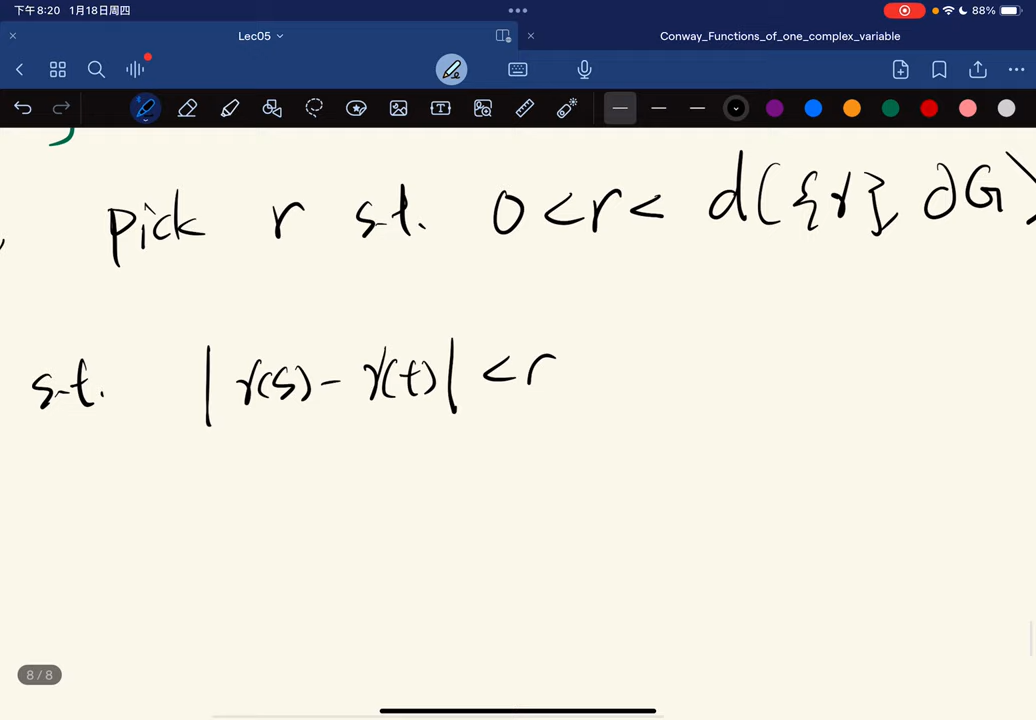 下午8:20 1月18日周四
88%
Lec05
Conway_Functions_of_one_complex_variable
pick r s.t. 0 < r < d({γ}, ∂G)
s.t. |γ(s) - γ(t)| < r
8 / 8